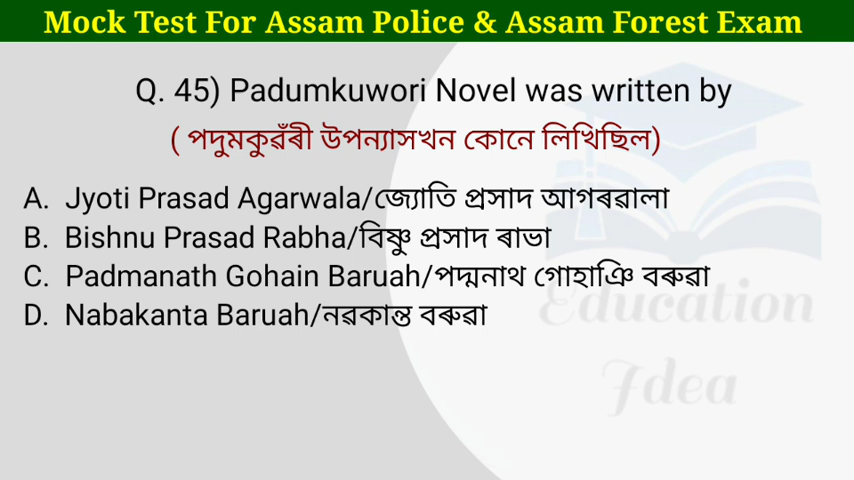 Mock Test For Assam Police & Assam Forest Exam
Q. 45) Padumkuwori Novel was written by
( পদুমকুৱঁৰী উপন্যাসখন কোনে লিখিছিল)
A. Jyoti Prasad Agarwala/জ্যোতি প্ৰসাদ আগৰৱালা
B. Bishnu Prasad Rabha/বিষ্ণু প্ৰসাদ ৰাভা
C. Padmanath Gohain Baruah/পদ্মনাথ গোহাঞি বৰুৱা
D. Nabakanta Baruah/নৱকান্ত বৰুৱা
Education
Idea